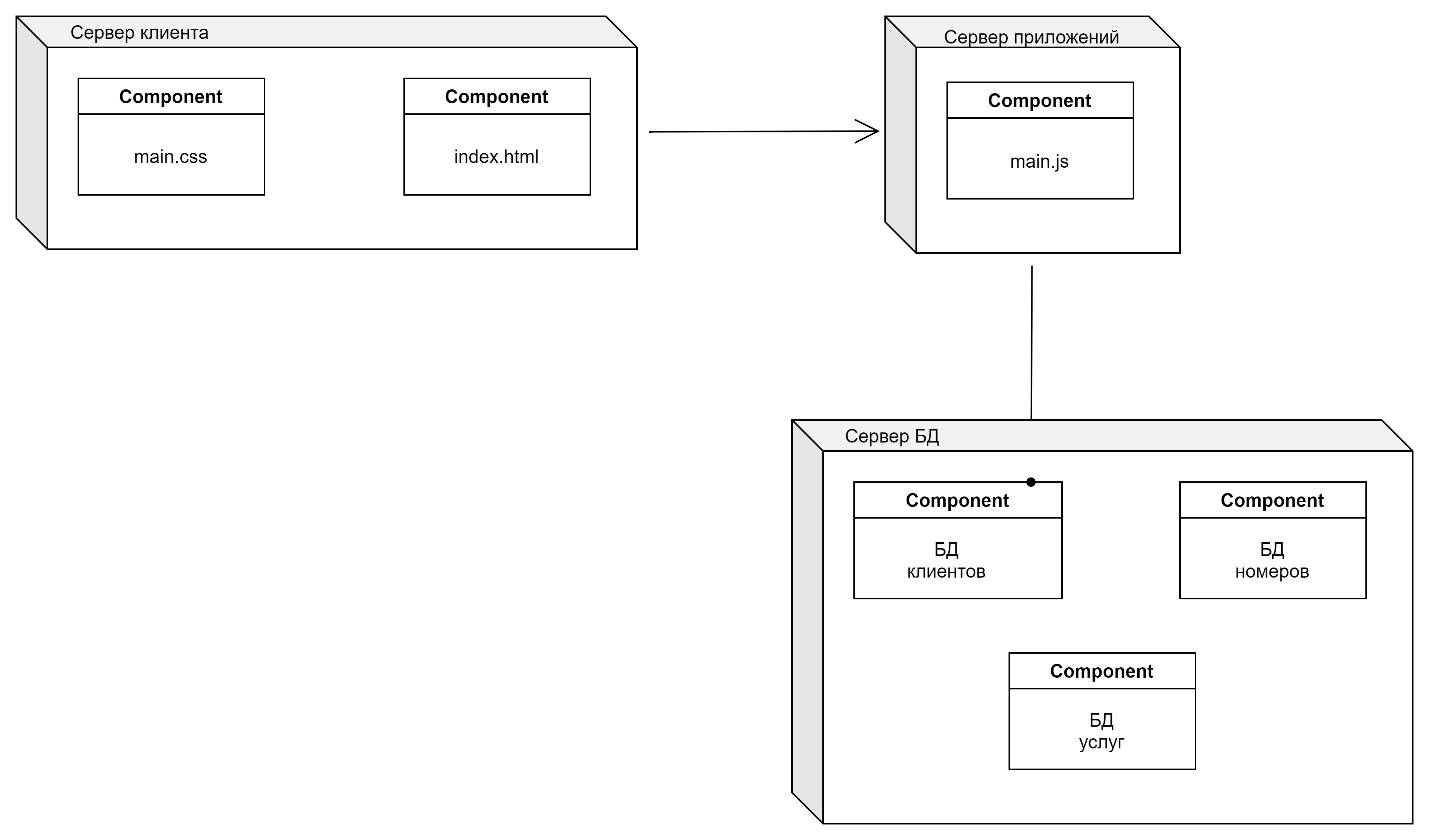 Сервер клиента
Component
main.css
Component
index.html
Сервер приложений
Component
main.js
Сервер БД
Component
БД
клиентов
Component
БД
номеров
Component
БД
услуг